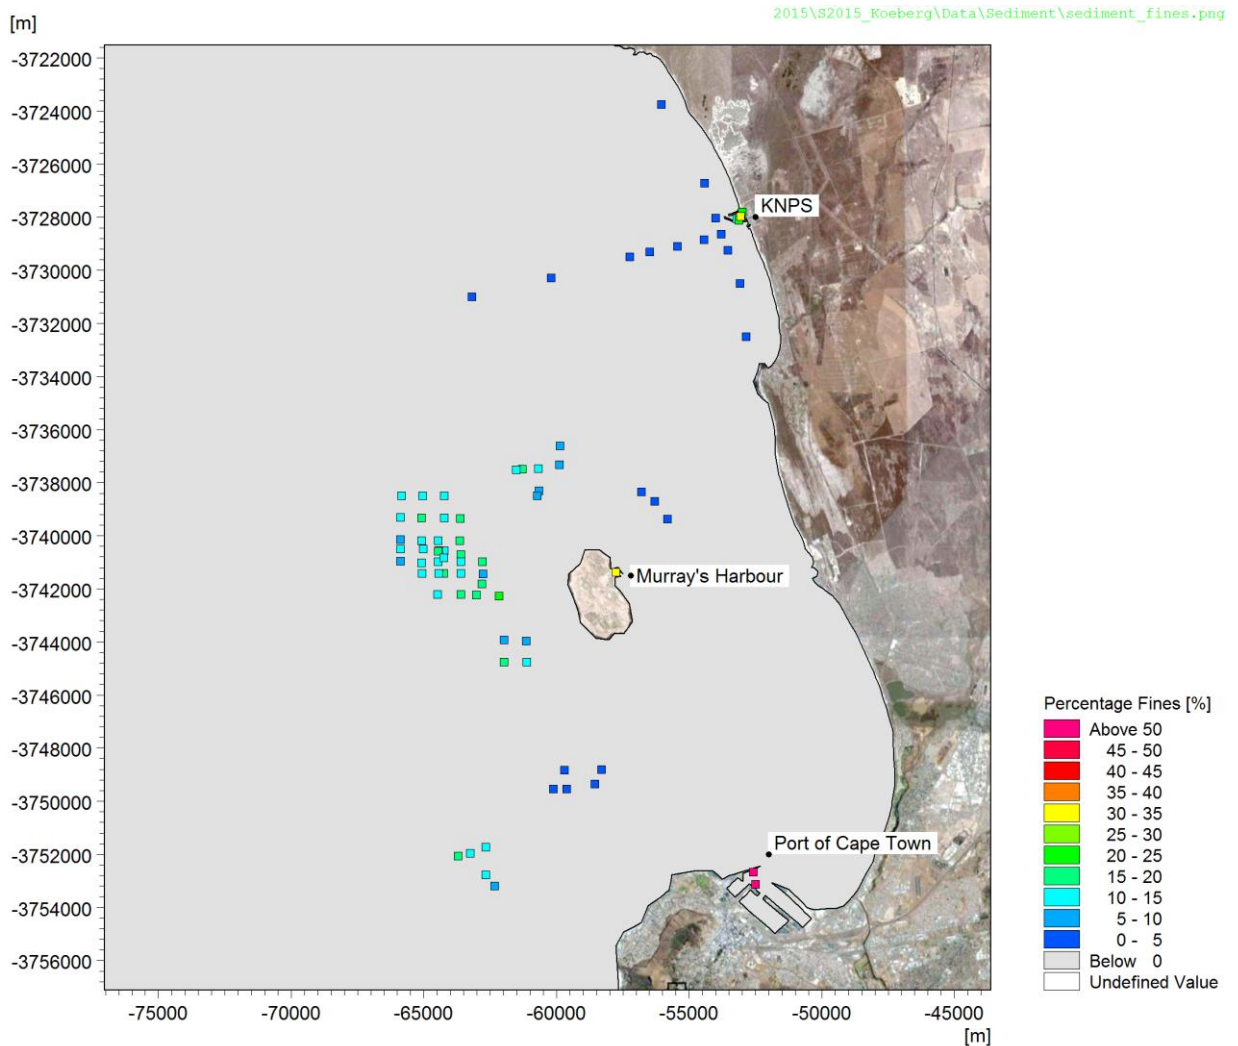 2015\S2015_Koeberg\Data\Sediment\sediment_fines.png
[m]
-3722000
-3724000
-3726000
-3728000
-3730000
-3732000
-3734000
-3736000
-3738000
-3740000
-3742000
-3744000
-3746000
-3748000
-3750000
-3752000
-3754000
-3756000
KNPS
Murray's Harbour
Port of Cape Town
-75000
-70000
-65000
-60000
-55000
-50000
-45000
[m]
Percentage Fines [%]
Above 50
45 - 50
40 - 45
35 - 40
30 - 35
25 - 30
20 - 25
15 - 20
10 - 15
5 - 10
0 - 5
Below 0
Undefined Value